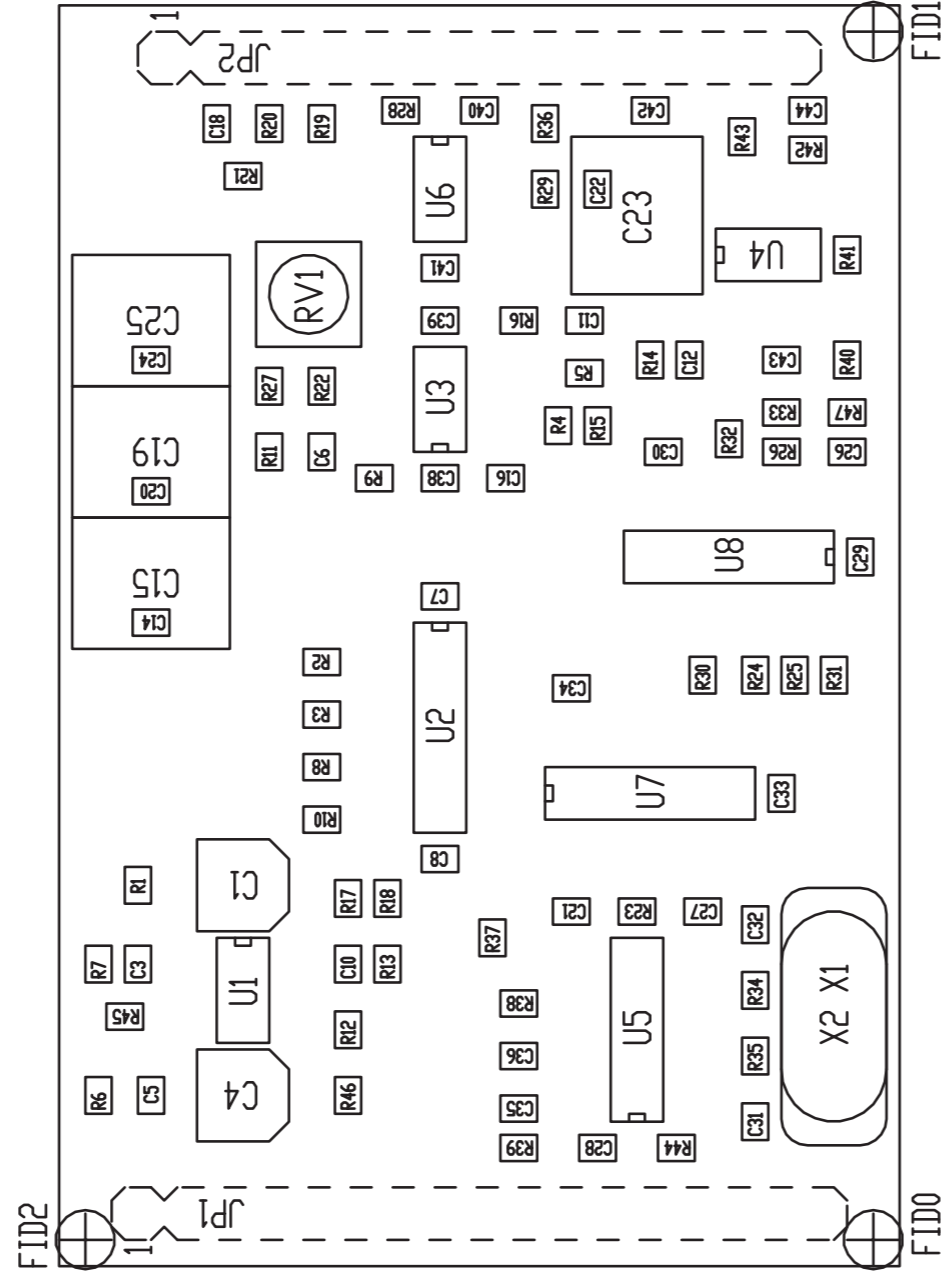 FID1
1
JP2
C18
R20
R19
R28
C40
R36
C42
C44
R43
R42
R21
U6
R29
C22
C23
U4
R41
C41
RV1
C25
C39
R16
C11
C24
R14
C12
C43
R40
R5
R27
R22
U3
R33
R47
R4
R15
R32
C19
R11
C6
C30
R26
C26
R9
C38
C16
C20
U8
C29
C15
C7
C14
R2
C34
R30
R24
R25
R31
R3
U2
R8
U7
C33
R10
C8
R1
C1
R17
R18
C21
R23
C27
C32
R37
R7
C3
C10
R13
U1
R34
X2 X1
R45
R38
U5
R12
C36
R35
R6
C5
C4
R46
C35
C31
R39
C28
R44
FID2
JP1
1
FID0